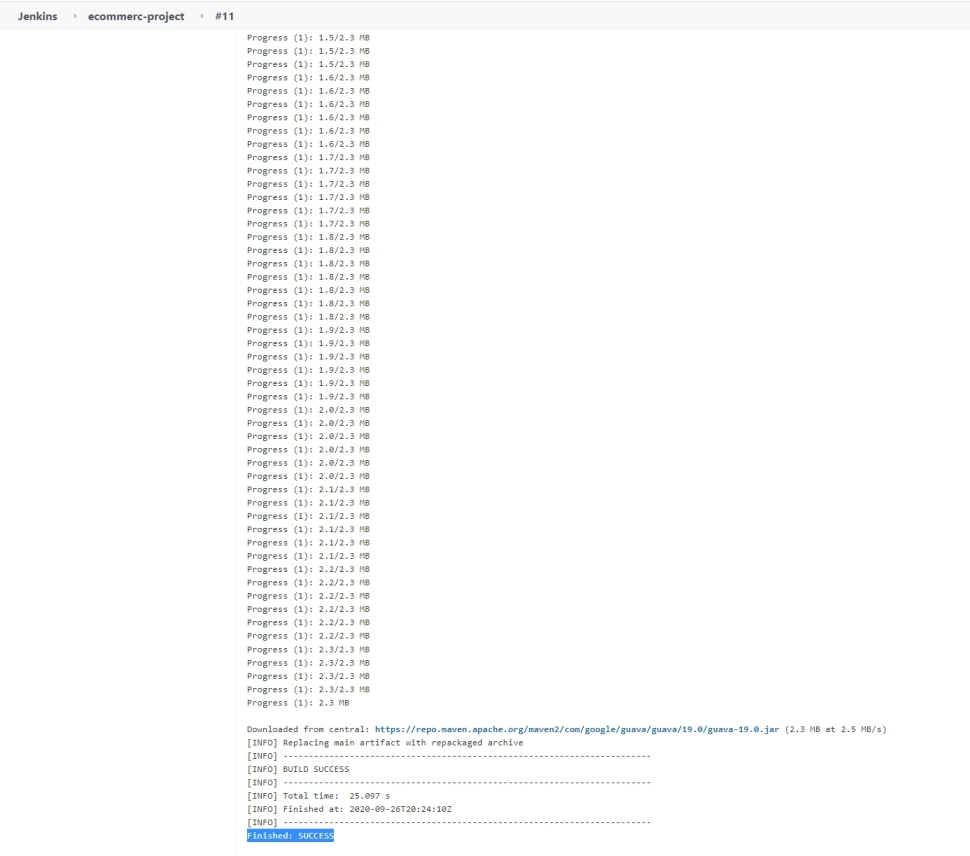 Jenkins › ecommerc-project › #11
Progress (1): 1.5/2.3 MB
Progress (1): 1.5/2.3 MB
Progress (1): 1.5/2.3 MB
Progress (1): 1.6/2.3 MB
Progress (1): 1.6/2.3 MB
Progress (1): 1.6/2.3 MB
Progress (1): 1.6/2.3 MB
Progress (1): 1.6/2.3 MB
Progress (1): 1.6/2.3 MB
Progress (1): 1.7/2.3 MB
Progress (1): 1.7/2.3 MB
Progress (1): 1.7/2.3 MB
Progress (1): 1.7/2.3 MB
Progress (1): 1.7/2.3 MB
Progress (1): 1.7/2.3 MB
Progress (1): 1.8/2.3 MB
Progress (1): 1.8/2.3 MB
Progress (1): 1.8/2.3 MB
Progress (1): 1.8/2.3 MB
Progress (1): 1.8/2.3 MB
Progress (1): 1.8/2.3 MB
Progress (1): 1.8/2.3 MB
Progress (1): 1.9/2.3 MB
Progress (1): 1.9/2.3 MB
Progress (1): 1.9/2.3 MB
Progress (1): 1.9/2.3 MB
Progress (1): 1.9/2.3 MB
Progress (1): 1.9/2.3 MB
Progress (1): 2.0/2.3 MB
Progress (1): 2.0/2.3 MB
Progress (1): 2.0/2.3 MB
Progress (1): 2.0/2.3 MB
Progress (1): 2.0/2.3 MB
Progress (1): 2.0/2.3 MB
Progress (1): 2.1/2.3 MB
Progress (1): 2.1/2.3 MB
Progress (1): 2.1/2.3 MB
Progress (1): 2.1/2.3 MB
Progress (1): 2.1/2.3 MB
Progress (1): 2.1/2.3 MB
Progress (1): 2.2/2.3 MB
Progress (1): 2.2/2.3 MB
Progress (1): 2.2/2.3 MB
Progress (1): 2.2/2.3 MB
Progress (1): 2.2/2.3 MB
Progress (1): 2.2/2.3 MB
Progress (1): 2.3/2.3 MB
Progress (1): 2.3/2.3 MB
Progress (1): 2.3/2.3 MB
Progress (1): 2.3/2.3 MB
Progress (1): 2.3 MB
Downloaded from central: https://repo.maven.apache.org/maven2/com/google/guava/guava/19.0/guava-19.0.jar (2.3 MB at 2.5 MB/s)
[INFO] Replacing main artifact with repackaged archive
[INFO] ------------------------------------------------------------------------
[INFO] BUILD SUCCESS
[INFO] ------------------------------------------------------------------------
[INFO] Total time:  25.097 s
[INFO] Finished at: 2020-09-26T20:24:10Z
[INFO] ------------------------------------------------------------------------
Finished: SUCCESS